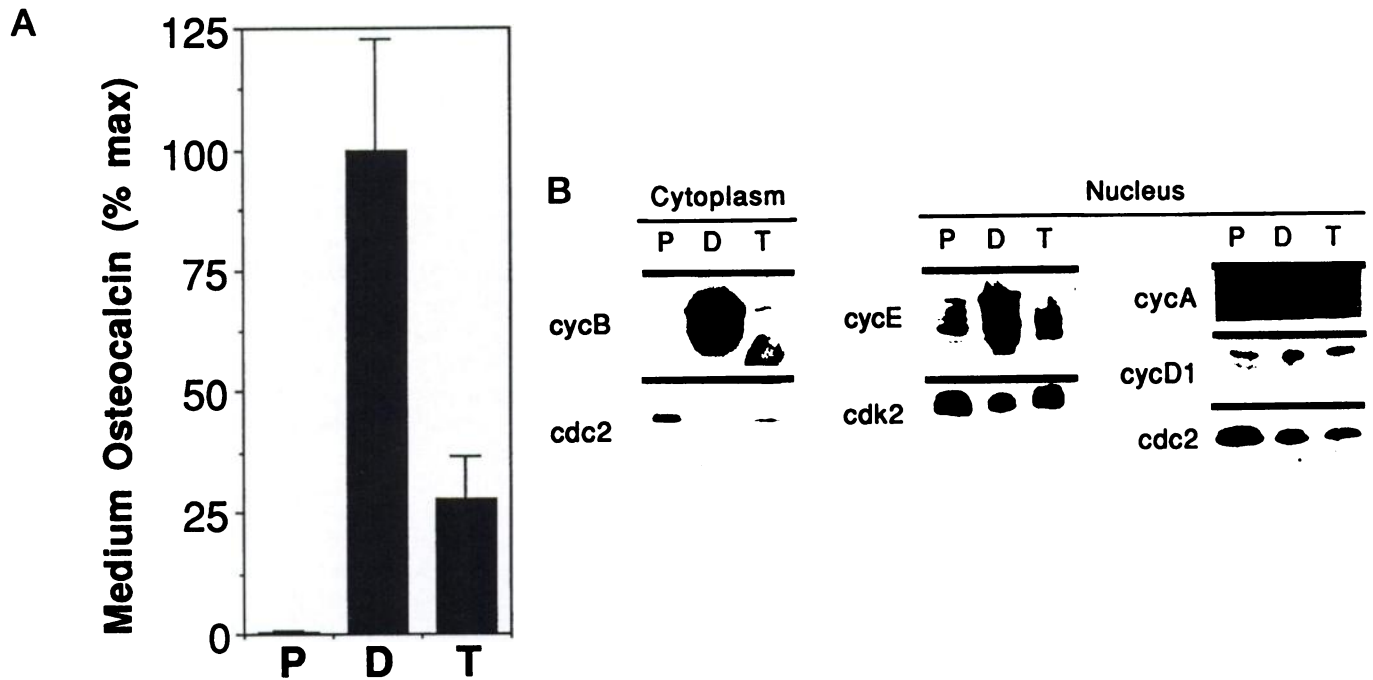 A
Medium Osteocalcin (% max)
125
100
75
50
25
0
P D T
B
Cytoplasm
P D T
cycB
cdc2
Nucleus
P D T
cycE
cdk2
P D T
cycA
cycD1
cdc2